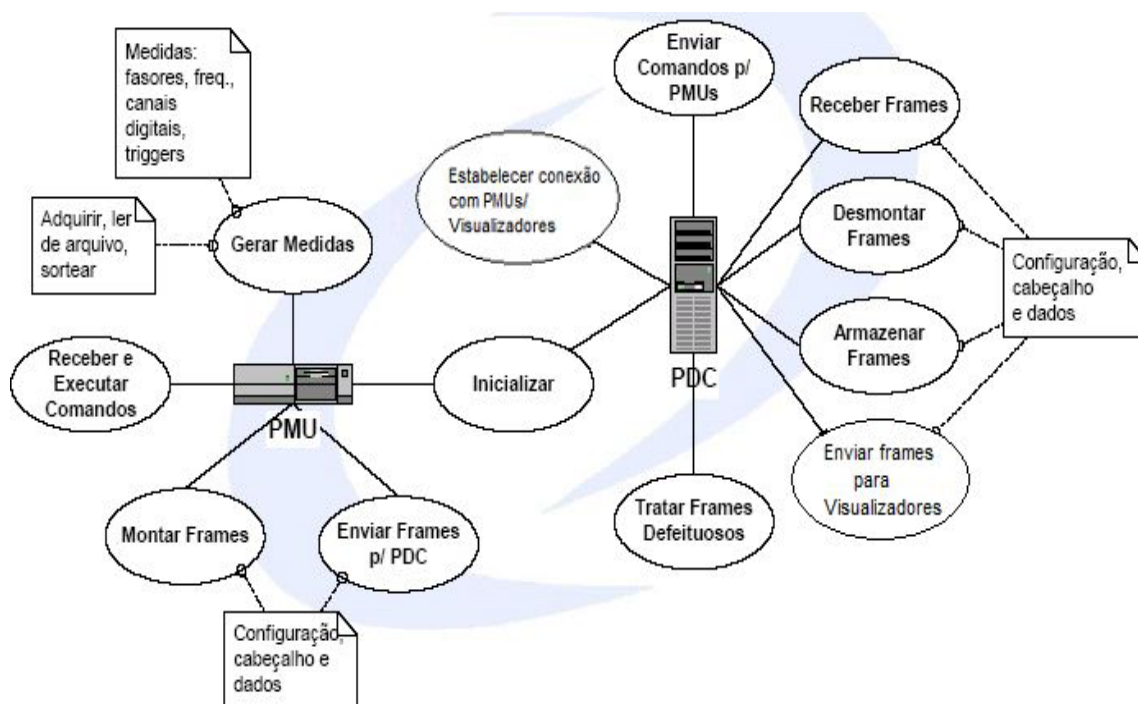 Medidas:
fasores, freq.,
canais
digitais,
triggers
Adquirir, ler
de arquivo,
sortear
Gerar Medidas
Receber e
Executar
Comandos
PMU
Inicializar
Montar Frames
Enviar Frames
p/ PDC
Configuração,
cabeçalho e
dados
Enviar
Comandos p/
PMUs
Estabelecer conexão
com PMUs/
Visualizadores
PDC
Receber Frames
Desmontar
Frames
Armazenar
Frames
Enviar frames
para
Visualizadores
Tratar Frames
Defeituosos
Configuração,
cabeçalho
e dados